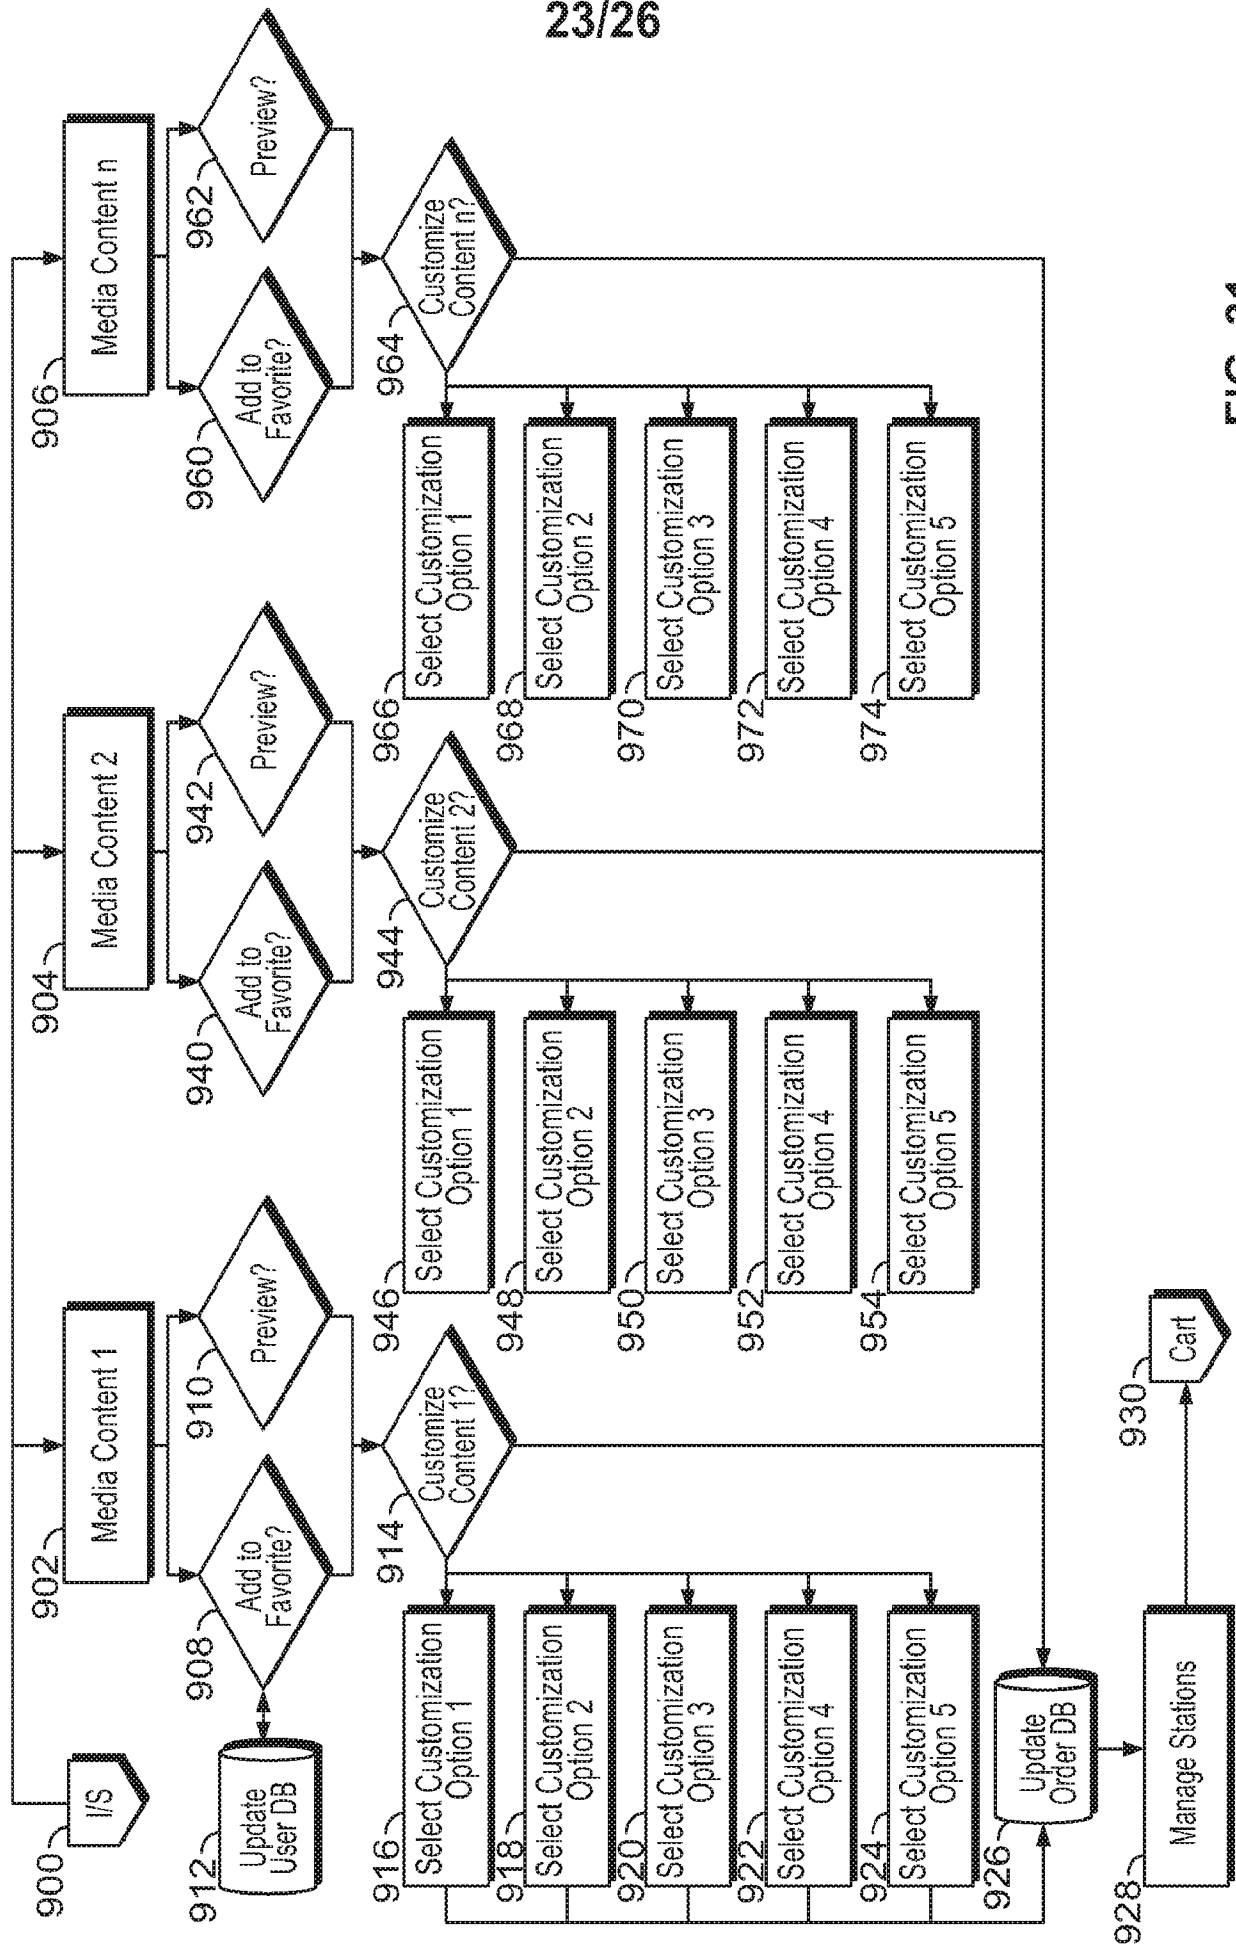 23/26
900
I/S
902
Media Content 1
904
Media Content 2
906
Media Content n
912
Update
User DB
908
Add to
Favorite?
910
Preview?
940
Add to
Favorite?
942
Preview?
960
Add to
Favorite?
962
Preview?
914
Customize
Content 1?
944
Customize
Content 2?
964
Customize
Content n?
916
Select Customization
Option 1
918
Select Customization
Option 2
920
Select Customization
Option 3
922
Select Customization
Option 4
924
Select Customization
Option 5
946
Select Customization
Option 1
948
Select Customization
Option 2
950
Select Customization
Option 3
952
Select Customization
Option 4
954
Select Customization
Option 5
966
Select Customization
Option 1
968
Select Customization
Option 2
970
Select Customization
Option 3
972
Select Customization
Option 4
974
Select Customization
Option 5
926
Update
Order DB
928
Manage Stations
930
Cart
FIG.